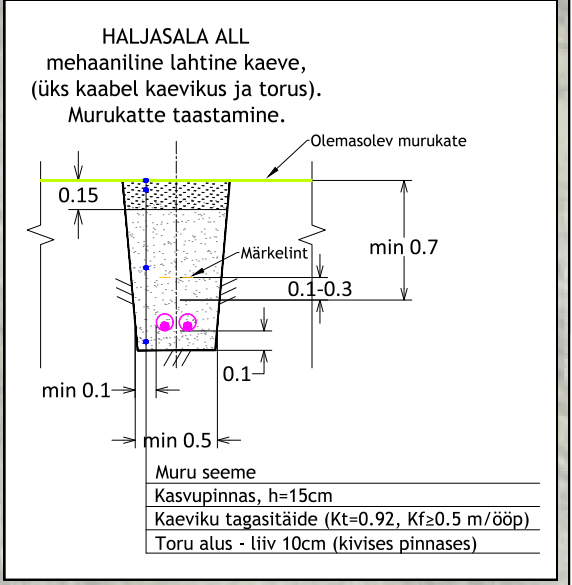 HALJASALA ALL
mehaaniline lahtine kaeve,
(üks kaabel kaevikus ja torus).
Murukatte taastamine.
Olemasolev murukate
0.15
min 0.7
Märkelint
0.1-0.3
0.1
min 0.1
min 0.5
Muru seeme
Kasvupinnas, h=15cm
Kaeviku tagasitäide (Kt=0.92, Kf≥0.5 m/ööp)
Toru alus - liiv 10cm (kivises pinnases)